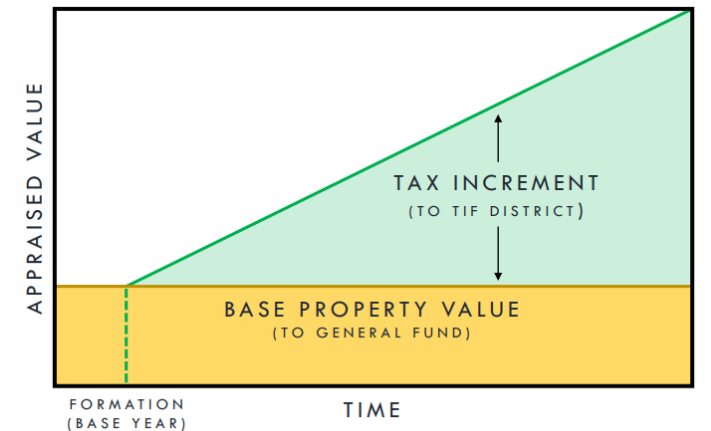 APPRAISED VALUE
TAX INCREMENT
(TO TIF DISTRICT)
BASE PROPERTY VALUE
(TO GENERAL FUND)
FORMATION
(BASE YEAR)
TIME